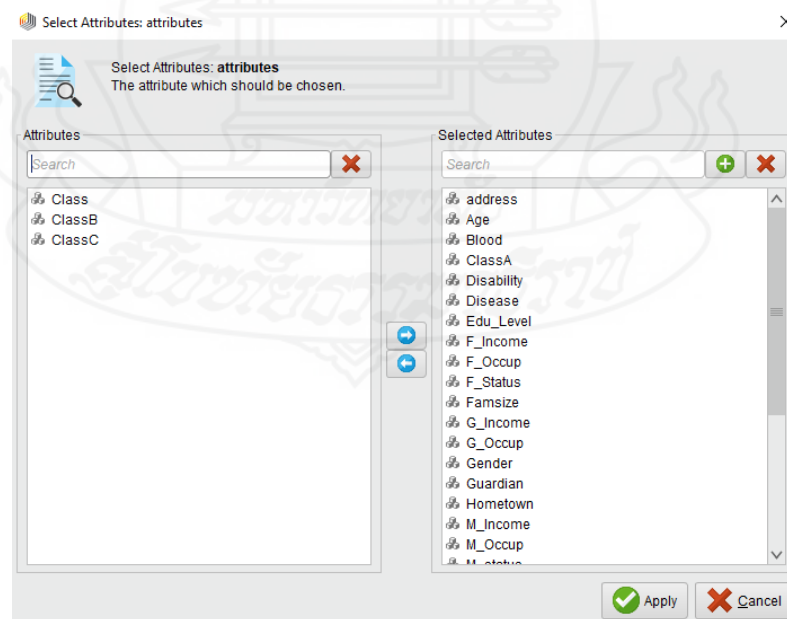 Select Attributes: attributes
Select Attributes: attributes
The attribute which should be chosen.
Attributes
Search
Class
ClassB
ClassC
Selected Attributes
Search
address
Age
Blood
ClassA
Disability
Disease
Edu_Level
F_Income
F_Occup
F_Status
Famsize
G_Income
G_Occup
Gender
Guardian
Hometown
M_Income
M_Occup
Apply
Cancel